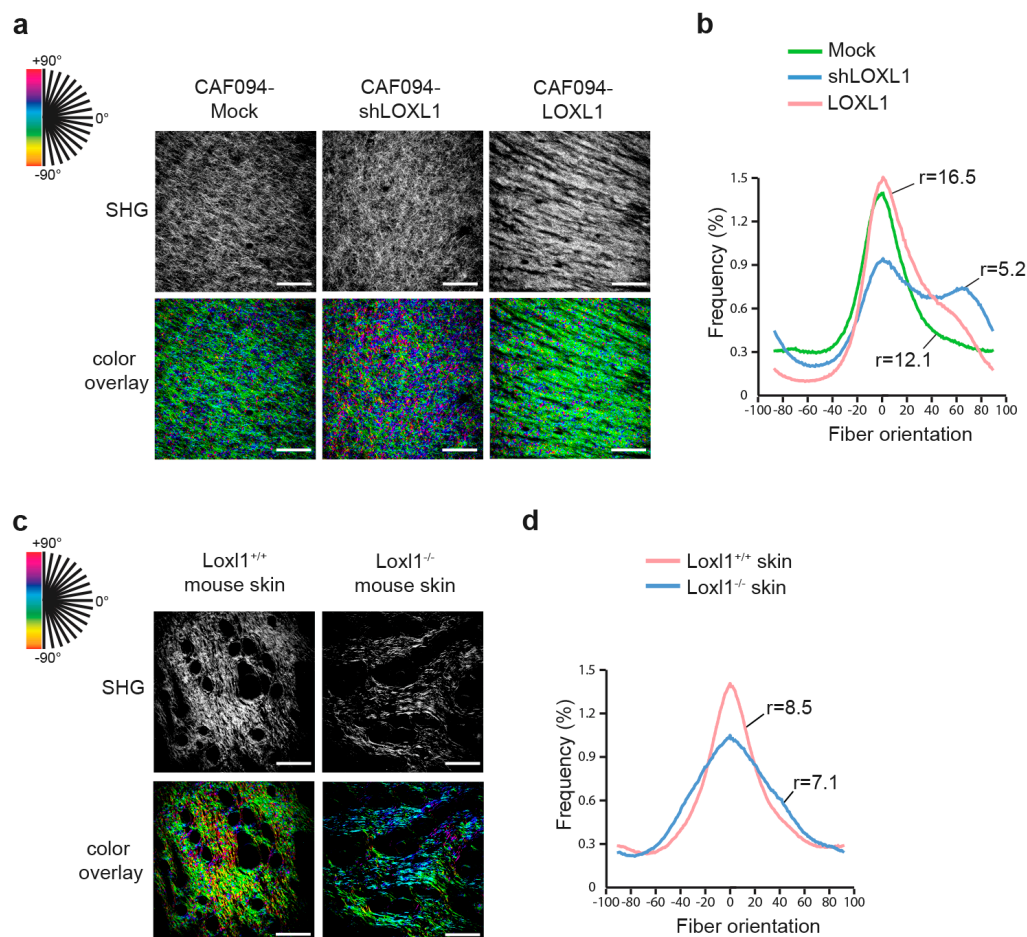 a
+90°
0°
-90°
CAF094-
Mock
CAF094-
shLOXL1
CAF094-
LOXL1
SHG
color
overlay
b
Mock
shLOXL1
LOXL1
Frequency (%)
1.5
1.2
0.9
0.6
0.3
0
r=16.5
r=5.2
r=12.1
-100 -80 -60 -40 -20 0 20 40 60 80 100
Fiber orientation
c
+90°
0°
-90°
Loxl1+/+
mouse skin
Loxl1-/-
mouse skin
SHG
color
overlay
d
Loxl1+/+ skin
Loxl1-/- skin
Frequency (%)
1.5
1.2
0.9
0.6
0.3
0
r=8.5
r=7.1
-100 -80 -60 -40 -20 0 20 40 60 80 100
Fiber orientation